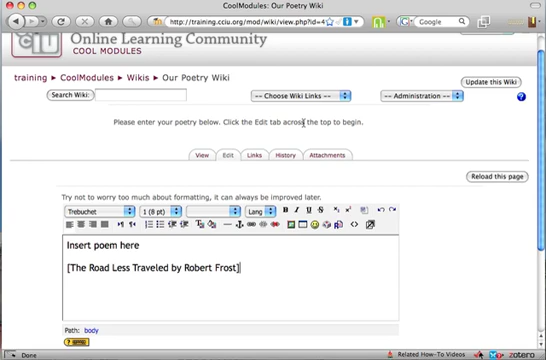 CoolModules: Our Poetry Wiki
http://training.cciu.org/mod/wiki/view.php?id=4
Google
CIU Online Learning Community
COOL MODULES
training ► CoolModules ► Wikis ► Our Poetry Wiki
Update this Wiki
Search Wiki:
-- Choose Wiki Links --
-- Administration --
Please enter your poetry below. Click the Edit tab across the top to begin.
View Edit Links History Attachments
Reload this page
Try not to worry too much about formatting, it can always be improved later.
Trebuchet 1 (8 pt) Lang B I U S
Insert poem here
[The Road Less Traveled by Robert Frost]
Path: body
Done
Related How-To Videos
zotero